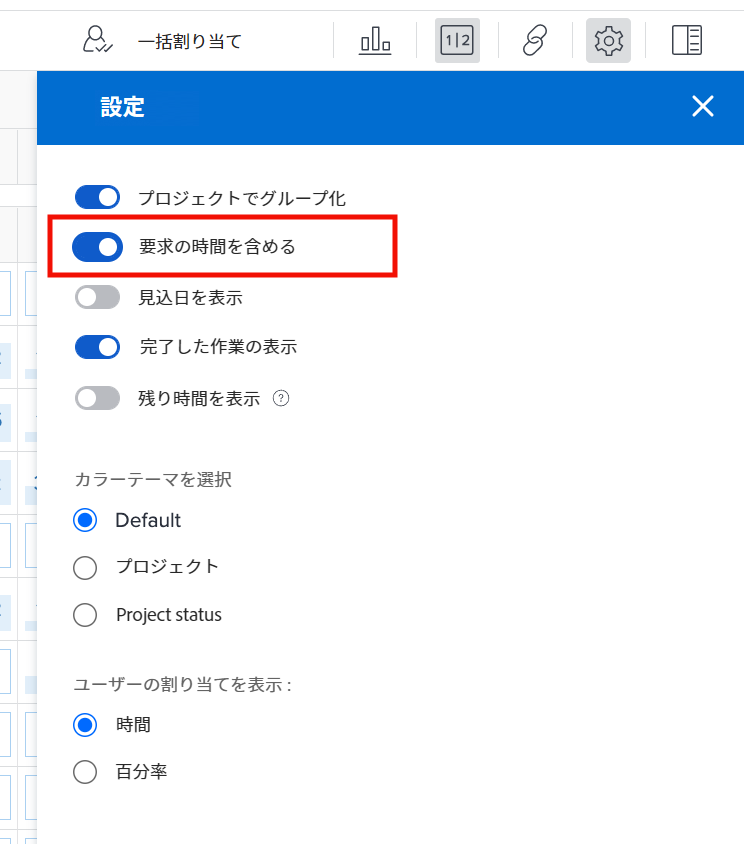 一括割り当て
1|2
設定
プロジェクトでグループ化
要求の時間を含める
見込日を表示
完了した作業の表示
残り時間を表示 ?
カラーテーマを選択
Default
プロジェクト
Project status
ユーザーの割り当てを表示 :
時間
百分率